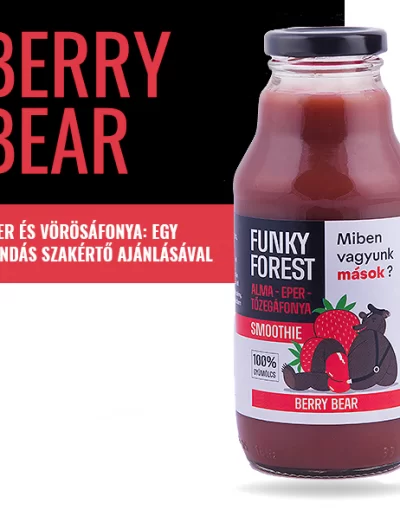 BERRY
BEAR
ER ÉS VÖRÖSÁFONYA: EGY
NDÁS SZAKÉRTŐ AJÁNLÁSÁVAL
FUNKY
FOREST
ALMA - EPER -
TŐZEGÁFONYA
SMOOTHIE
100%
GYÜMÖLCS
Miben
vagyunk
mások?
BERRY BEAR